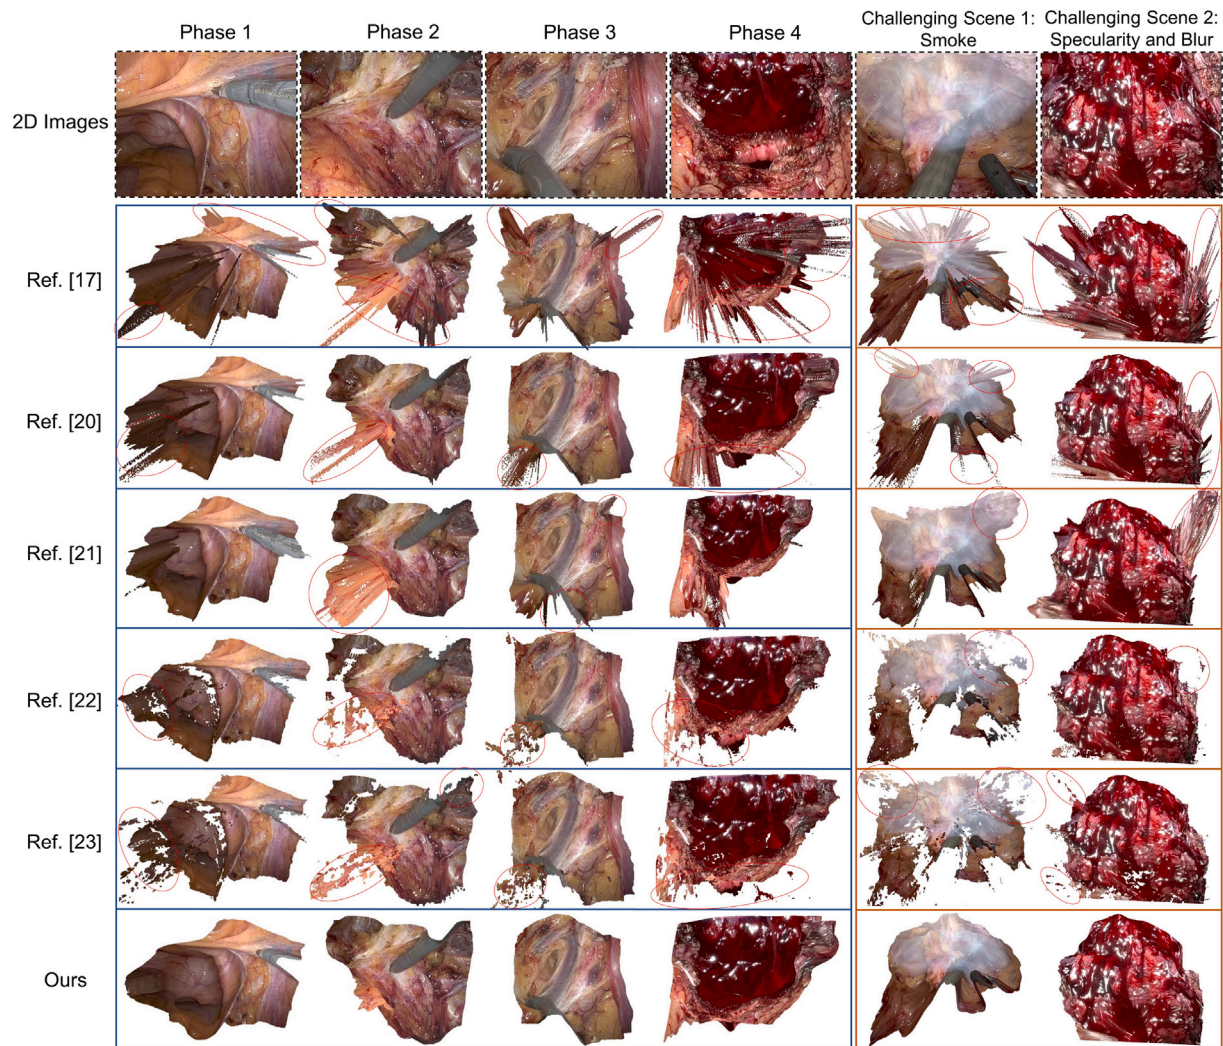 Phase 1
Phase 2
Phase 3
Phase 4
Challenging Scene 1:
Smoke
Challenging Scene 2:
Specularity and Blur
2D Images
Ref. [17]
Ref. [20]
Ref. [21]
Ref. [22]
Ref. [23]
Ours